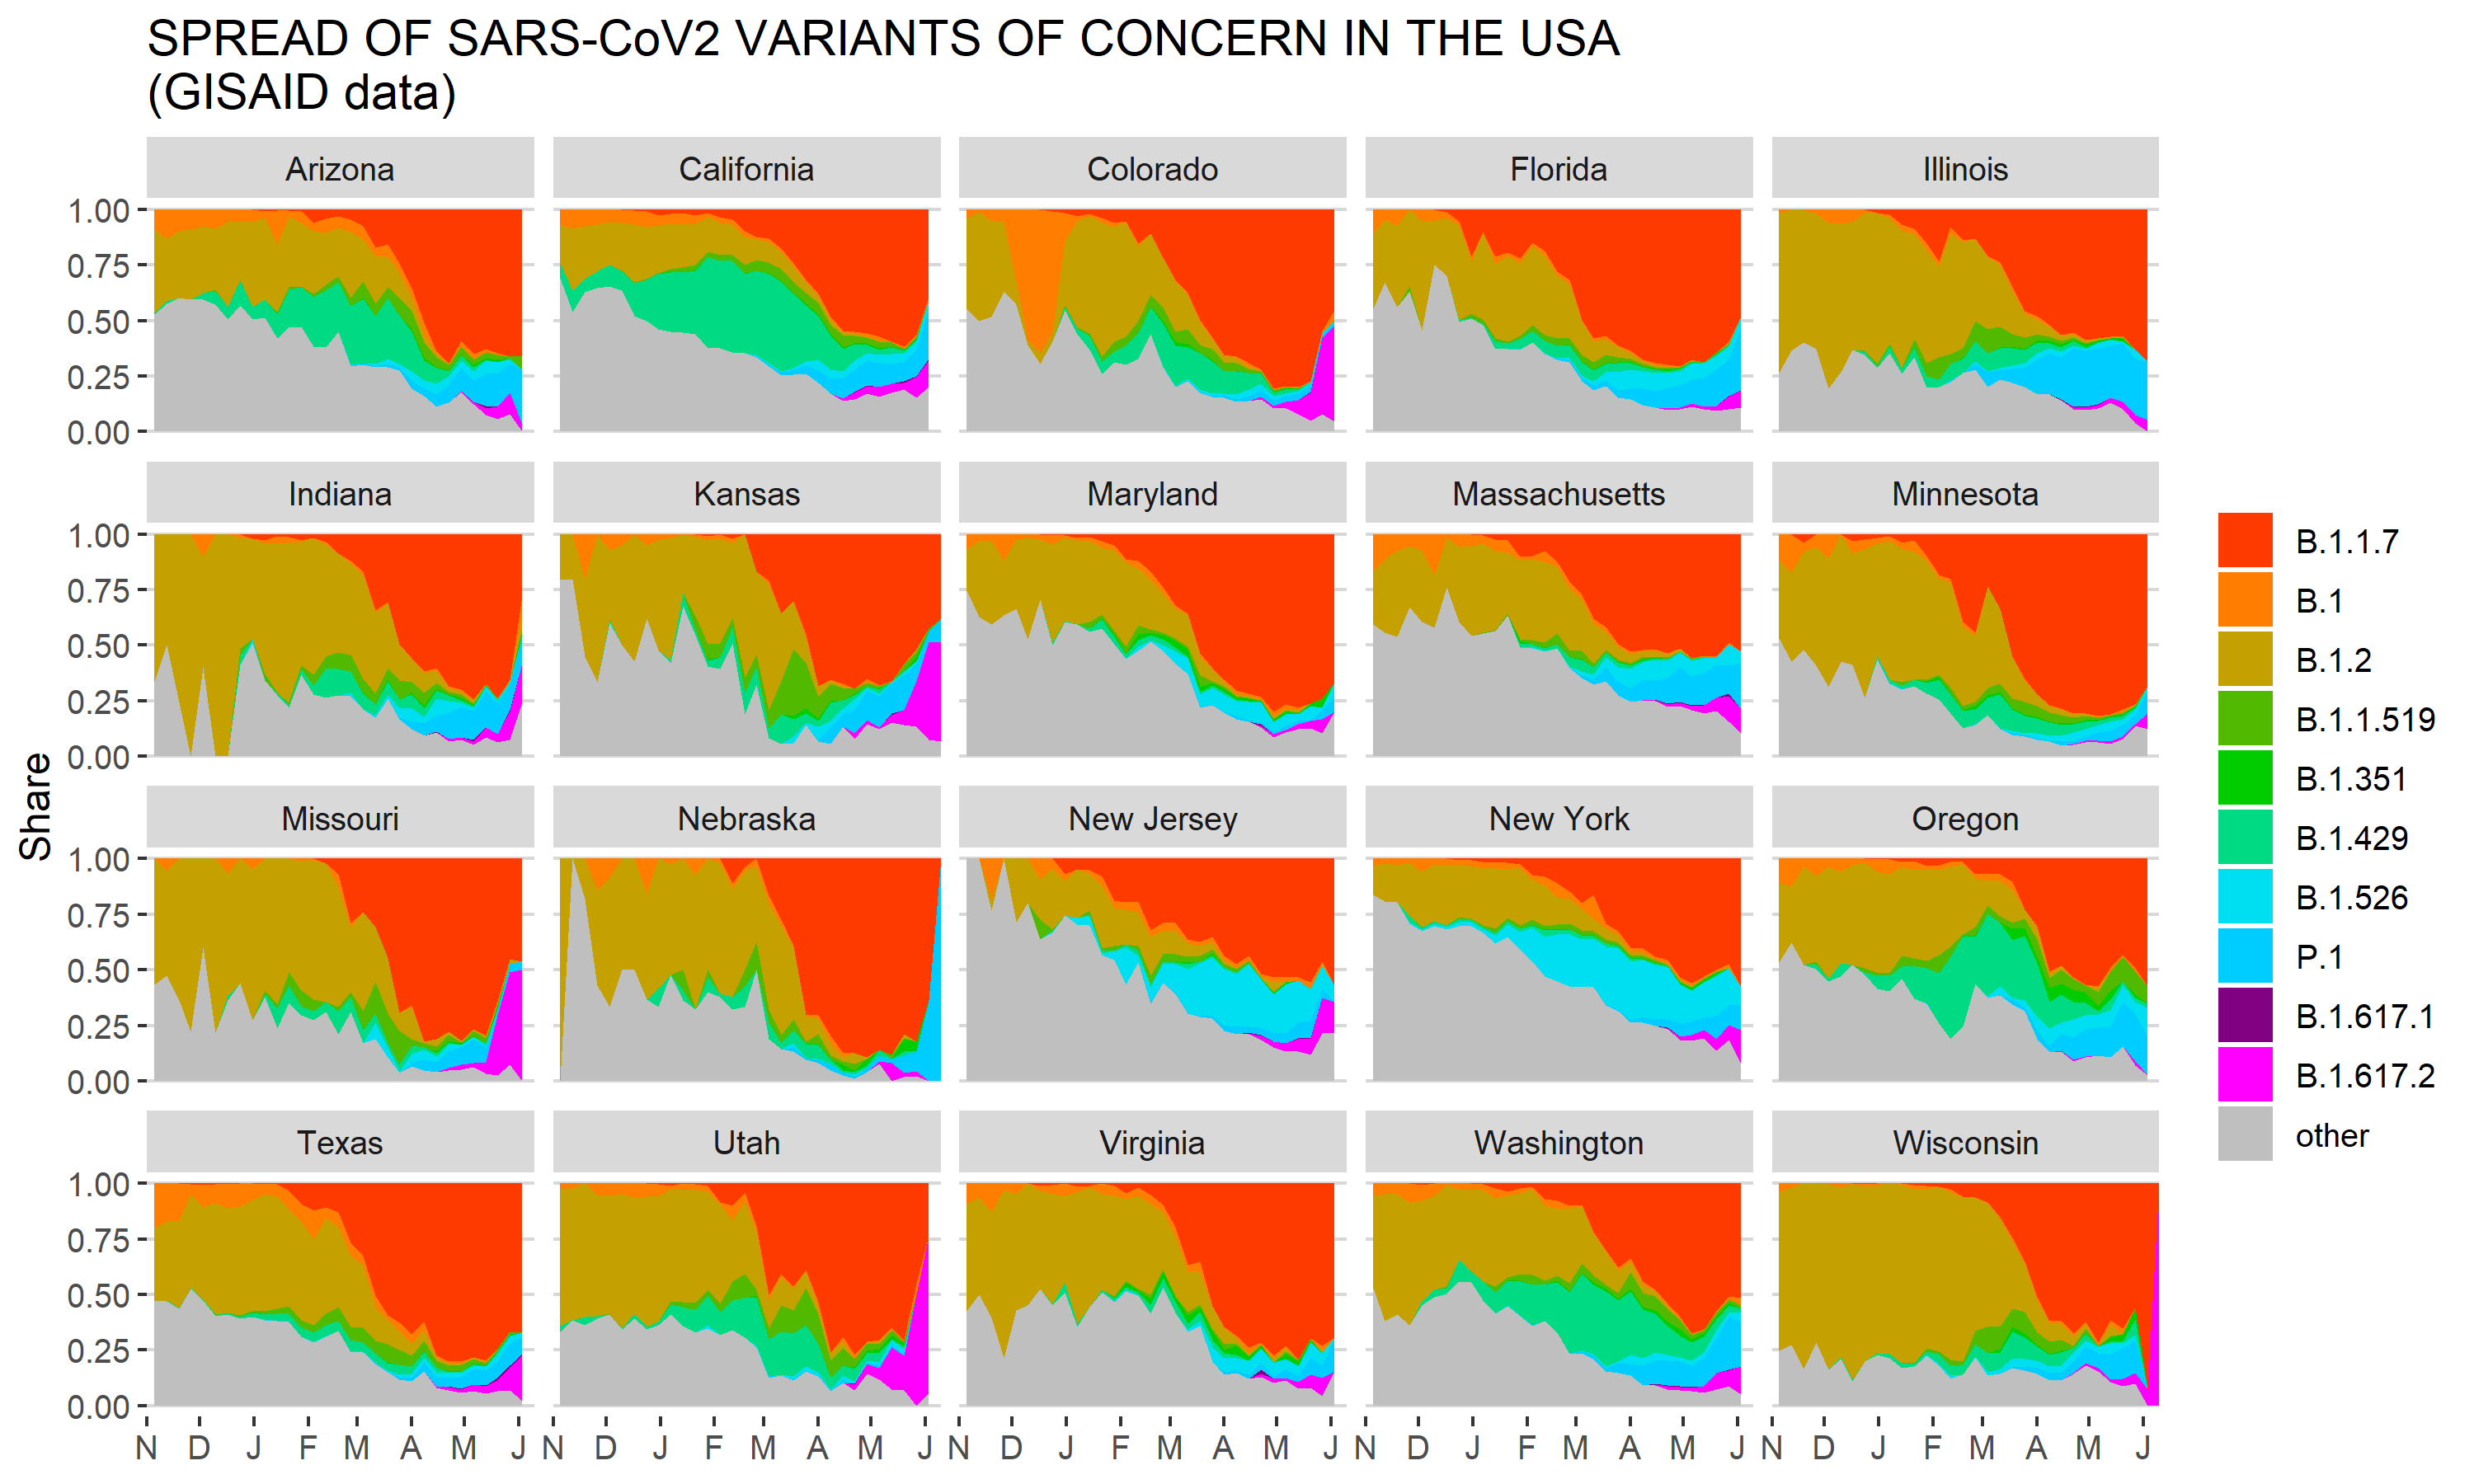 SPREAD OF SARS-CoV2 VARIANTS OF CONCERN IN THE USA
(GISAID data)
Arizona California Colorado Florida Illinois
1.00
0.75
0.50
0.25
0.00
Indiana Kansas Maryland Massachusetts Minnesota
1.00
0.75
0.50
0.25
0.00
Missouri Nebraska New Jersey New York Oregon
1.00
0.75
0.50
0.25
0.00
Texas Utah Virginia Washington Wisconsin
1.00
0.75
0.50
0.25
0.00
N D J F M A M J N D J F M A M J N D J F M A M J N D J F M A M J N D J F M A M J
Share
B.1.1.7
B.1
B.1.2
B.1.1.519
B.1.351
B.1.429
B.1.526
P.1
B.1.617.1
B.1.617.2
other